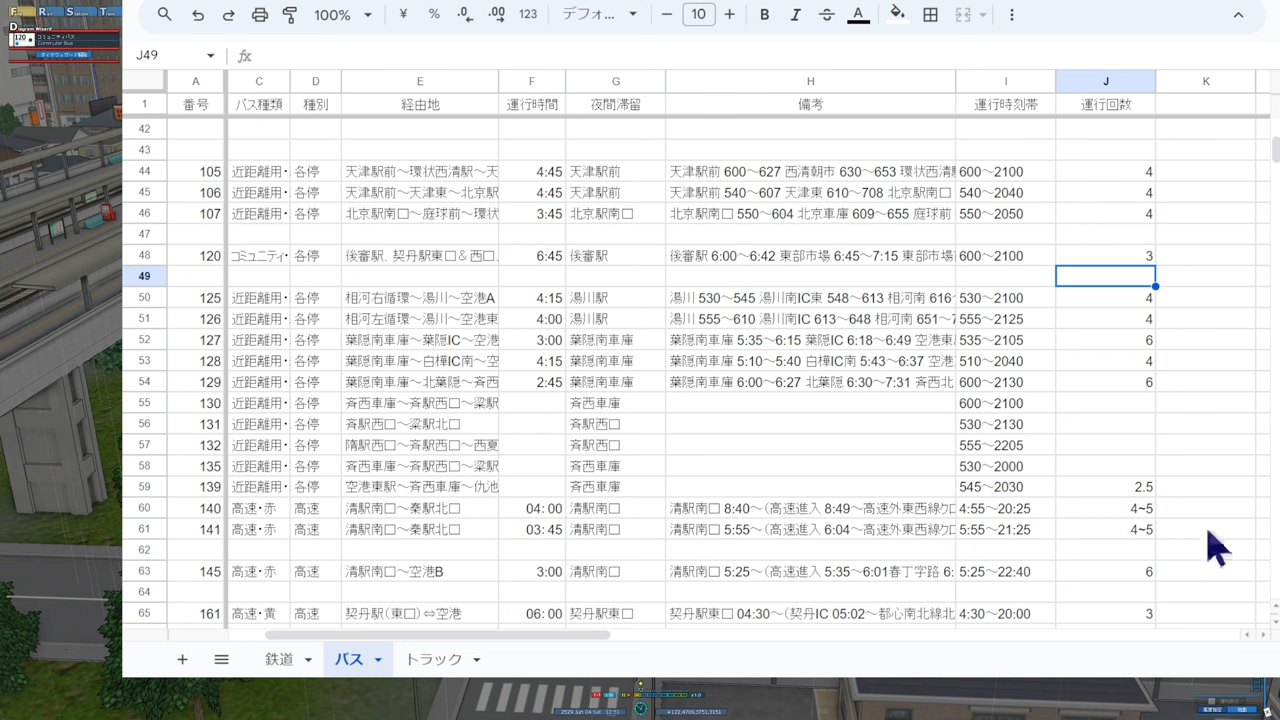 100% ¥ % .0 .00 123 デフォ... − 10 + B I A
J49 fx
A C D E G H I J K
1 番号 バス種類 種別 経由地 運行時間 夜間滞留 備考 運行時刻帯 運行回数
42
43
44 105 近距離用・ 各停 天津駅前〜環状西清駅〜天 4:45 天津駅前 天津駅前 600〜627 西清朝市 630〜653 環状西清 600〜2100 4
45 106 近距離用・ 各停 天津駅前〜天津東〜北京駅 4:45 天津駅前 天津駅前 540〜607 天津東 610〜708 北京駅南口 540〜2040 4
46 107 近距離用・ 各停 北京駅南口〜庭球前〜環状 3:45 北京駅南口 北京駅南口 550〜604 北京車庫 609〜655 庭球前 550〜2050 4
47
48 120 コミュニティ・ 各停 後審駅、契丹駅東口＆西口、 6:45 後審駅 後審駅 6:00〜6:42 東部市場 6:45〜7:15 東部市場 600〜2100 3
49
50 125 近距離用・ 各停 相河右循環〜湯川〜空港A 4:15 湯川駅 湯川 530〜545 湯川南IC東 548〜613 相河南 616 530〜2100 4
51 126 近距離用・ 各停 相河左循環〜湯川〜空港東 4:00 湯川駅 湯川 555〜610 湯川南IC 613〜648 相河南 651〜7 555〜2125 4
52 127 近距離用・ 各停 葉隠南車庫〜葉隠IC〜空港 3:00 葉隠南車庫 葉隠南車庫 5:35〜6:15 葉隠IC 6:18〜6:49 空港東 535〜2105 6
53 128 近距離用・ 各停 葉隠南車庫〜白樺IC南〜空 4:15 葉隠南車庫 葉隠南車庫 5:10〜5:40 白樺IC南 5:43〜6:37 空港 510〜2040 4
54 129 近距離用・ 各停 葉隠南車庫〜北葉隠〜斉西 2:45 葉隠南車庫 葉隠南車庫 6:00〜6:27 北葉隠 6:30〜7:31 斉西北 600〜2130 6
55 130 近距離用・ 各停 斉西車庫〜斉駅西口〜梁駅 斉西車庫 600〜2100
56 131 近距離用・ 各停 斉駅西口〜梁駅北口 斉駅西口 530〜2130
57 132 近距離用・ 各停 隋駅西口〜斉駅西口〜西夏 斉駅西口 555〜2205
58 135 近距離用・ 各停 斉西車庫〜斉駅西口〜梁駅 斉西車庫 530〜2000
59 139 近距離用・ 各停 空港東駅〜斉西車庫〜仇池 斉西車庫 545〜2030 2.5
60 140 高速・赤 高速 清駅南口〜秦駅北口 04:00 清駅南口 清駅南口 8:40〜（高速進入 8:49〜高速外東西線ケ 4:55〜20:25 4~5
61 141 高速・赤 高速 清駅南口〜秦駅北口 03:45 清駅南口 清駅南口 5:55〜（高速進入 6:04〜高速外東西線ケ 5:55〜21:25 4~5
62
63 145 高速・赤 高速 清駅南口〜空港B 3:00 清駅南口 清駅南口 5:25〜（高速進入 5:35〜6:01春丁字路 6: 5:25〜22:40 6
64
65 161 高速・黄 高速 契丹駅（東口）⇔空港 06:00 契丹駅東口 契丹駅東口 04:30〜（契丹IC 05:02〜都心南北線北 4:30〜20:00 3
鉄道 バス トラック
Diagram Wizard
120 コミュニティバス
Commuter Bus
2529 Jun 04 Sat. 12:51
x1.0